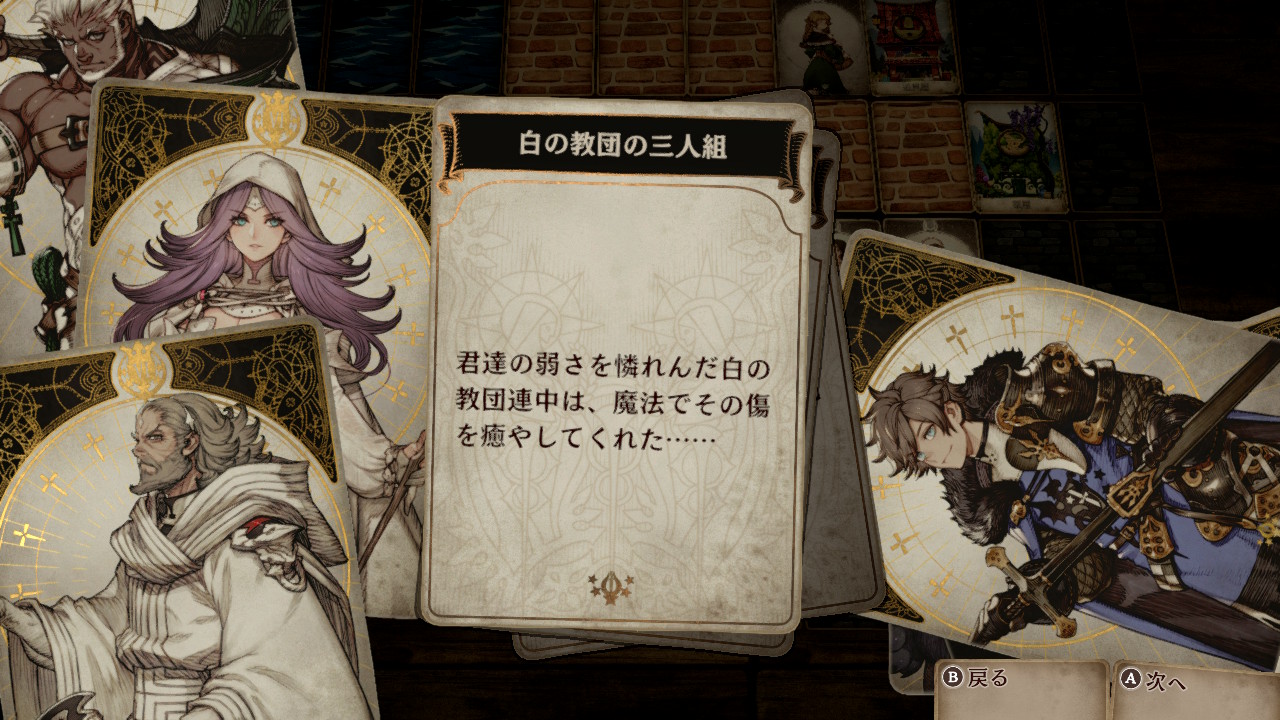 白の教団の三人組
君達の弱さを憐れんだ白の
教団連中は、魔法でその傷
を癒やしてくれた……
B 戻る
A 次へ